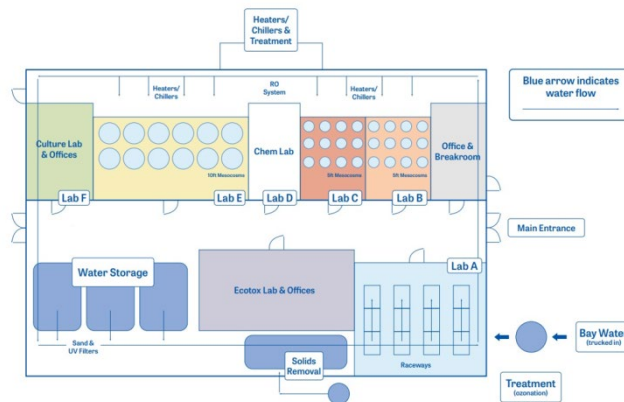 Heaters/
Chillers &
Treatment
Blue arrow indicates
water flow
Heaters/
Chillers
RO
System
Heaters/
Chillers
Culture Lab
& Offices
10ft Mesocosms
Chem Lab
5ft Mesocosms
5ft Mesocosms
Office &
Breakroom
Lab F
Lab E
Lab D
Lab C
Lab B
Main Entrance
Water Storage
Ecotox Lab & Offices
Lab A
Sand &
UV Filters
Solids
Removal
Raceways
Bay Water
(trucked in)
Treatment
(ozonation)